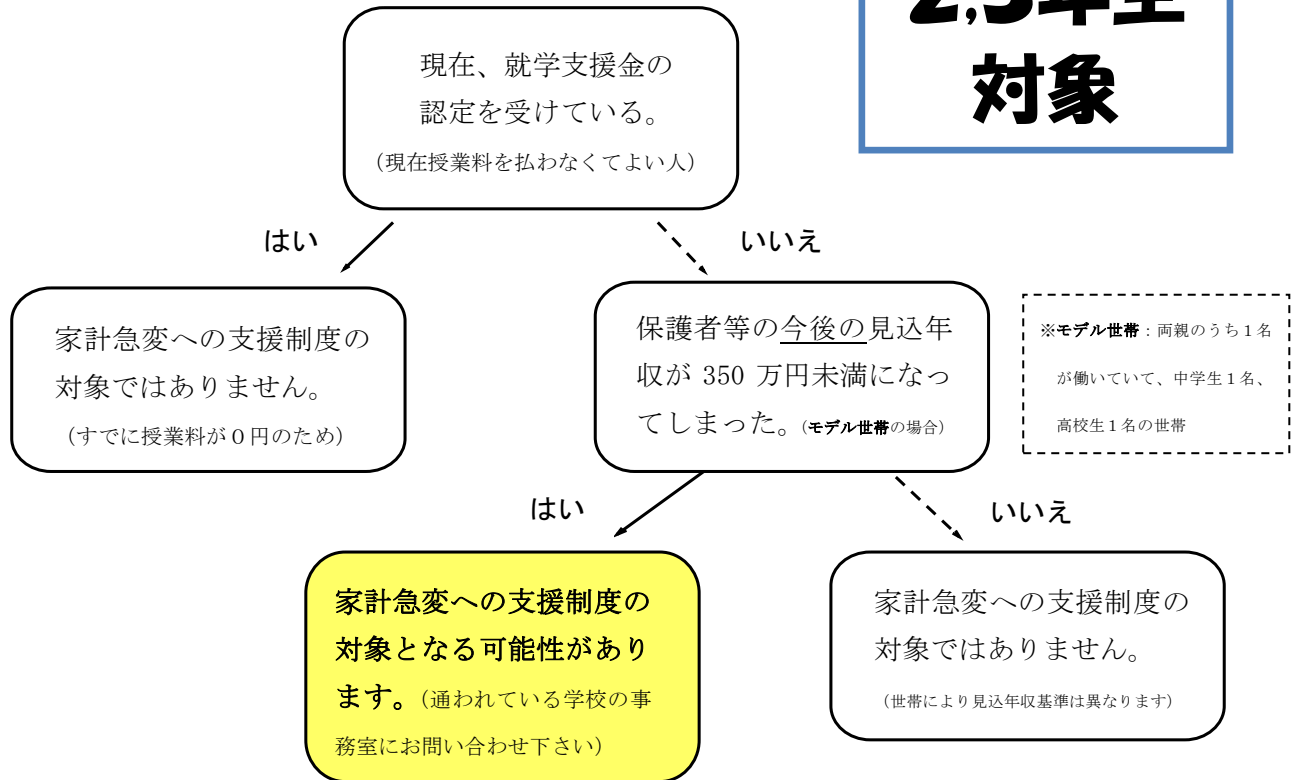 2,3年生
対象
現在、就学支援金の
認定を受けている。
（現在授業料を払わなくてよい人）
はい
いいえ
家計急変への支援制度の
対象ではありません。
（すでに授業料が０円のため）
保護者等の今後の見込年
収が 350 万円未満になっ
てしまった。（モデル世帯の場合）
※モデル世帯：両親のうち１名
が働いていて、中学生１名、
高校生１名の世帯
はい
いいえ
家計急変への支援制度の
対象となる可能性があり
ます。（通われている学校の事
務室にお問い合わせ下さい）
家計急変への支援制度の
対象ではありません。
（世帯により見込年収基準は異なります）